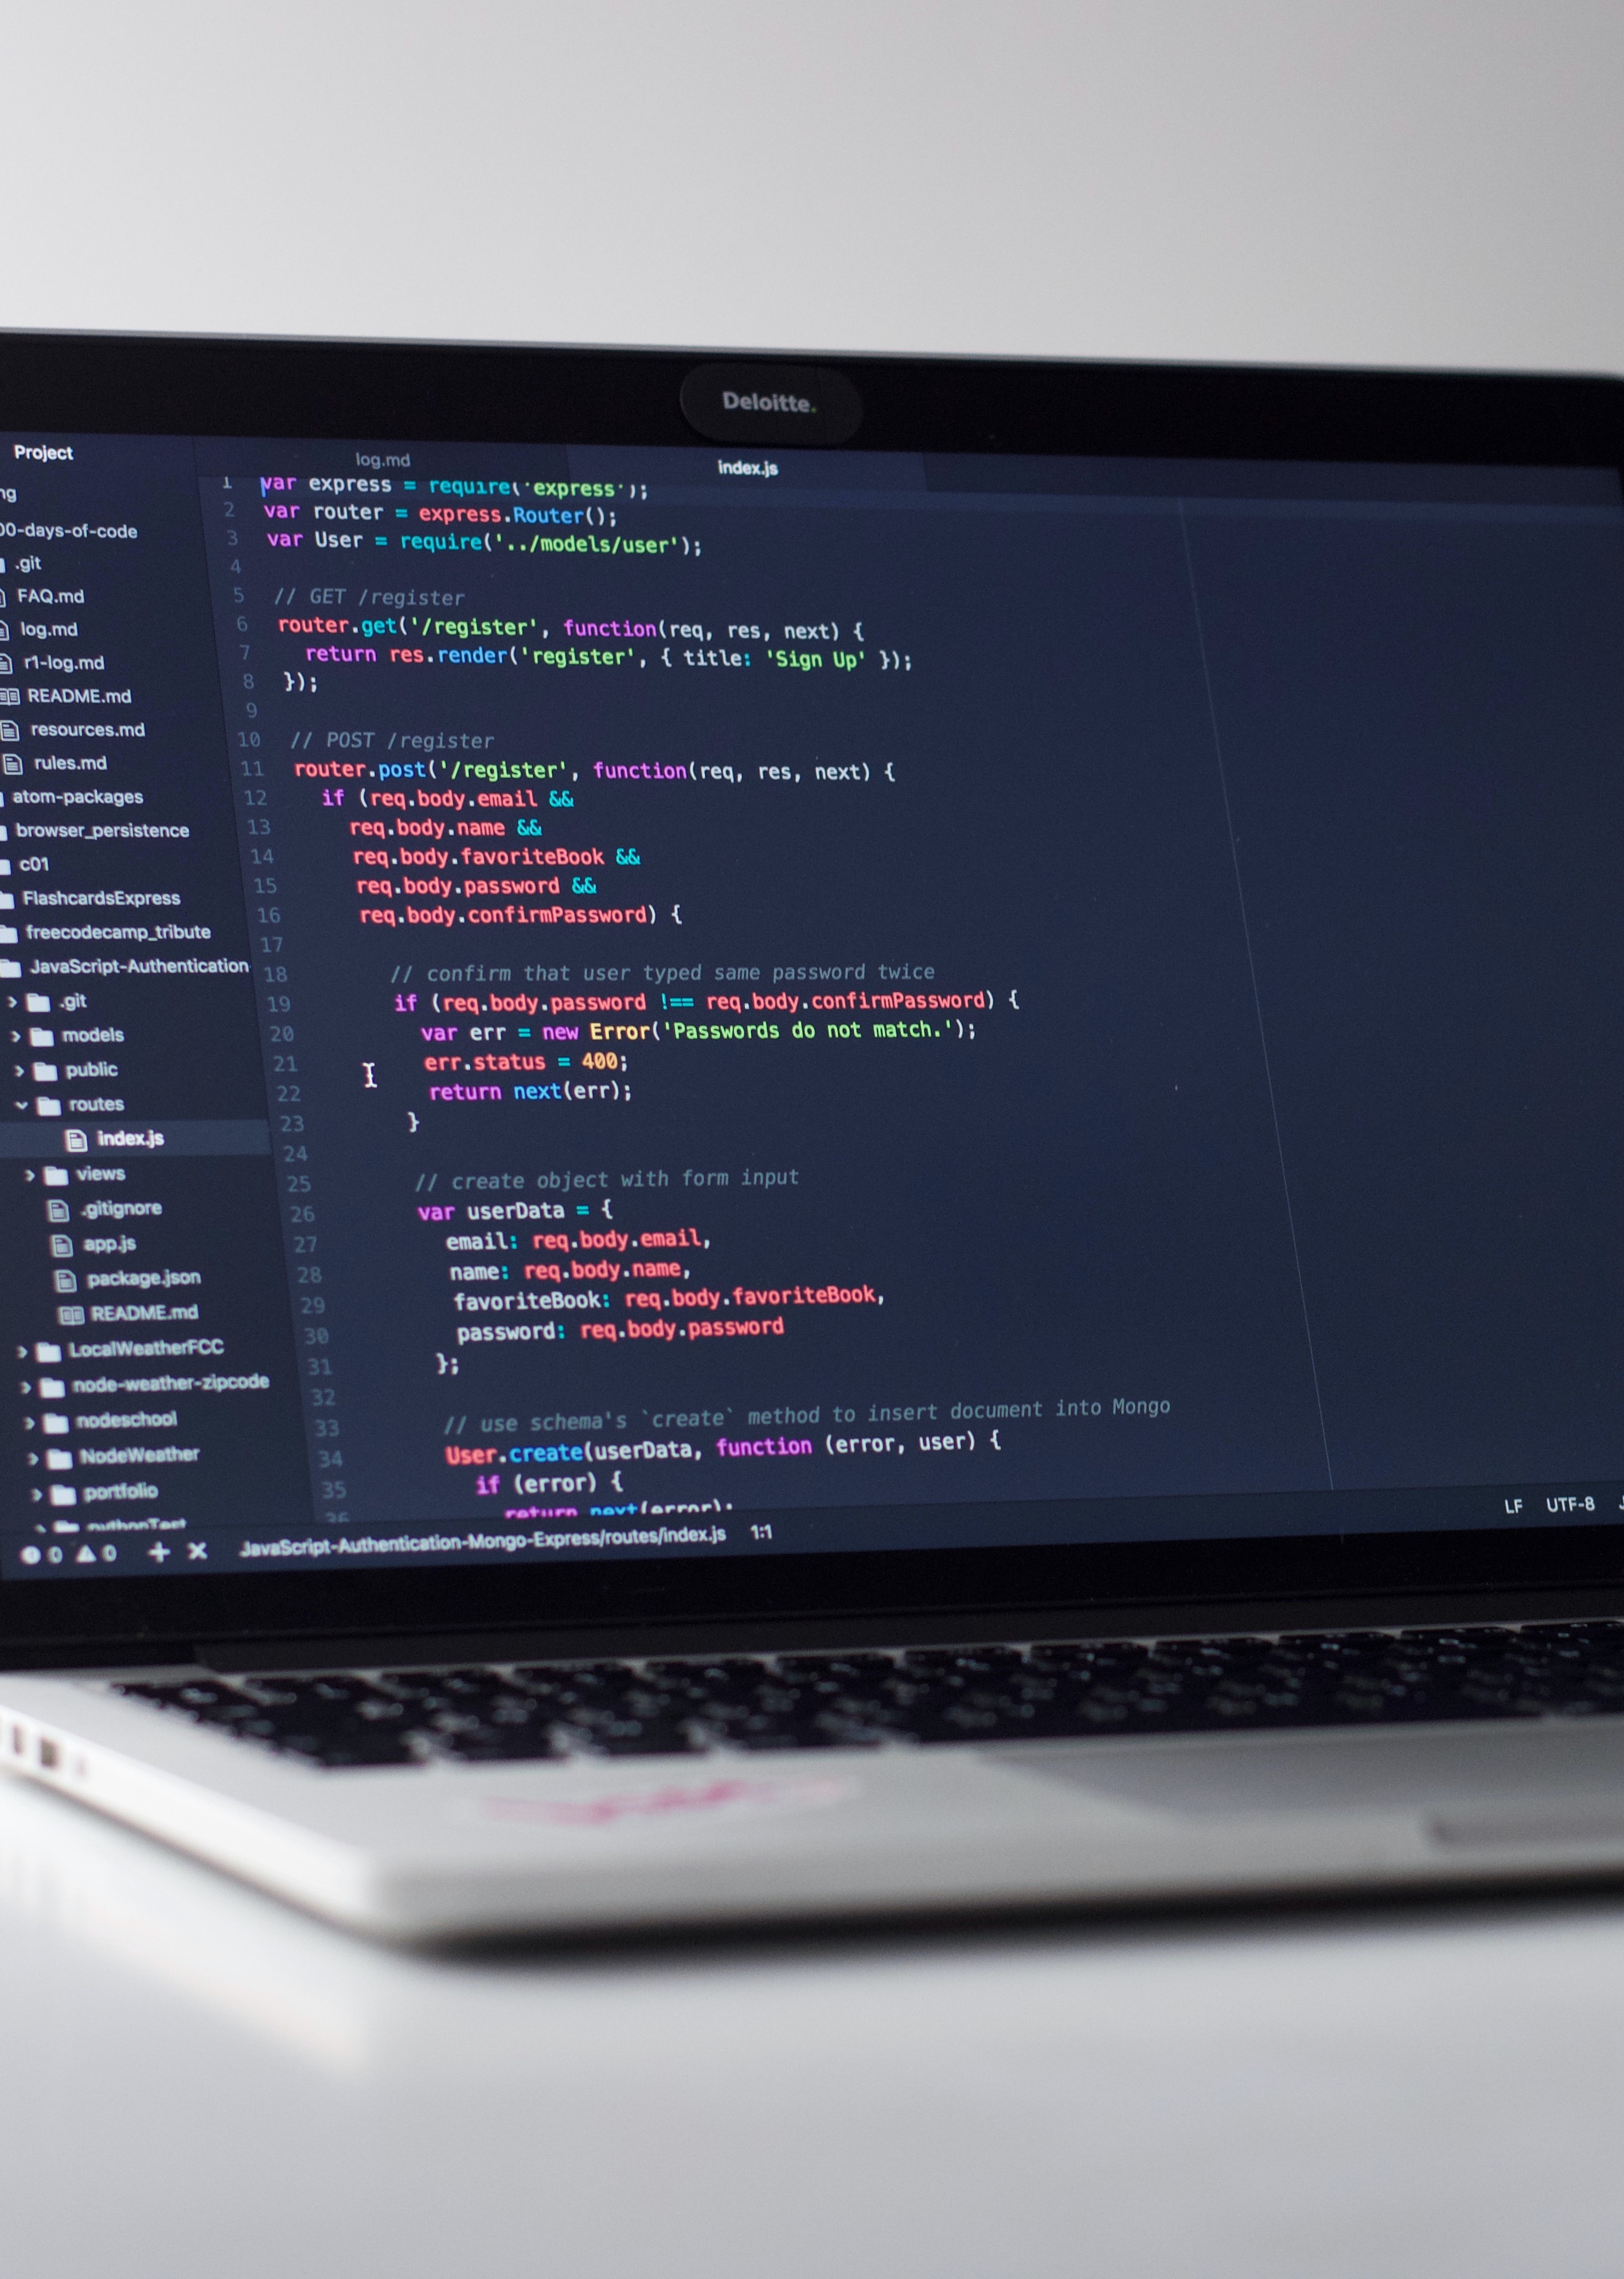 Deloitte.
Project
log.md
index.js
00-days-of-code
.git
FAQ.md
log.md
r1-log.md
README.md
resources.md
rules.md
atom-packages
browser_persistence
c01
FlashcardsExpress
freecodecamp_tribute
JavaScript-Authentication
.git
models
public
routes
index.js
views
.gitignore
app.js
package.json
README.md
LocalWeatherFCC
node-weather-zipcode
nodeschool
NodeWeather
portfolio
pythonTest
1 var express = require('express');
2 var router = express.Router();
3 var User = require('../models/user');
4
5 // GET /register
6 router.get('/register', function(req, res, next) {
7 return res.render('register', { title: 'Sign Up' });
8 });
9
10 // POST /register
11 router.post('/register', function(req, res, next) {
12 if (req.body.email &&
13 req.body.name &&
14 req.body.favoriteBook &&
15 req.body.password &&
16 req.body.confirmPassword) {
17
18 // confirm that user typed same password twice
19 if (req.body.password !== req.body.confirmPassword) {
20 var err = new Error('Passwords do not match.');
21 err.status = 400;
22 return next(err);
23 }
24
25 // create object with form input
26 var userData = {
27 email: req.body.email,
28 name: req.body.name,
29 favoriteBook: req.body.favoriteBook,
30 password: req.body.password
31 };
32
33 // use schema's `create` method to insert document into Mongo
34 User.create(userData, function (error, user) {
35 if (error) {
36 return next(error);
0 0 JavaScript-Authentication-Mongo-Express/routes/index.js 1:1 LF UTF-8